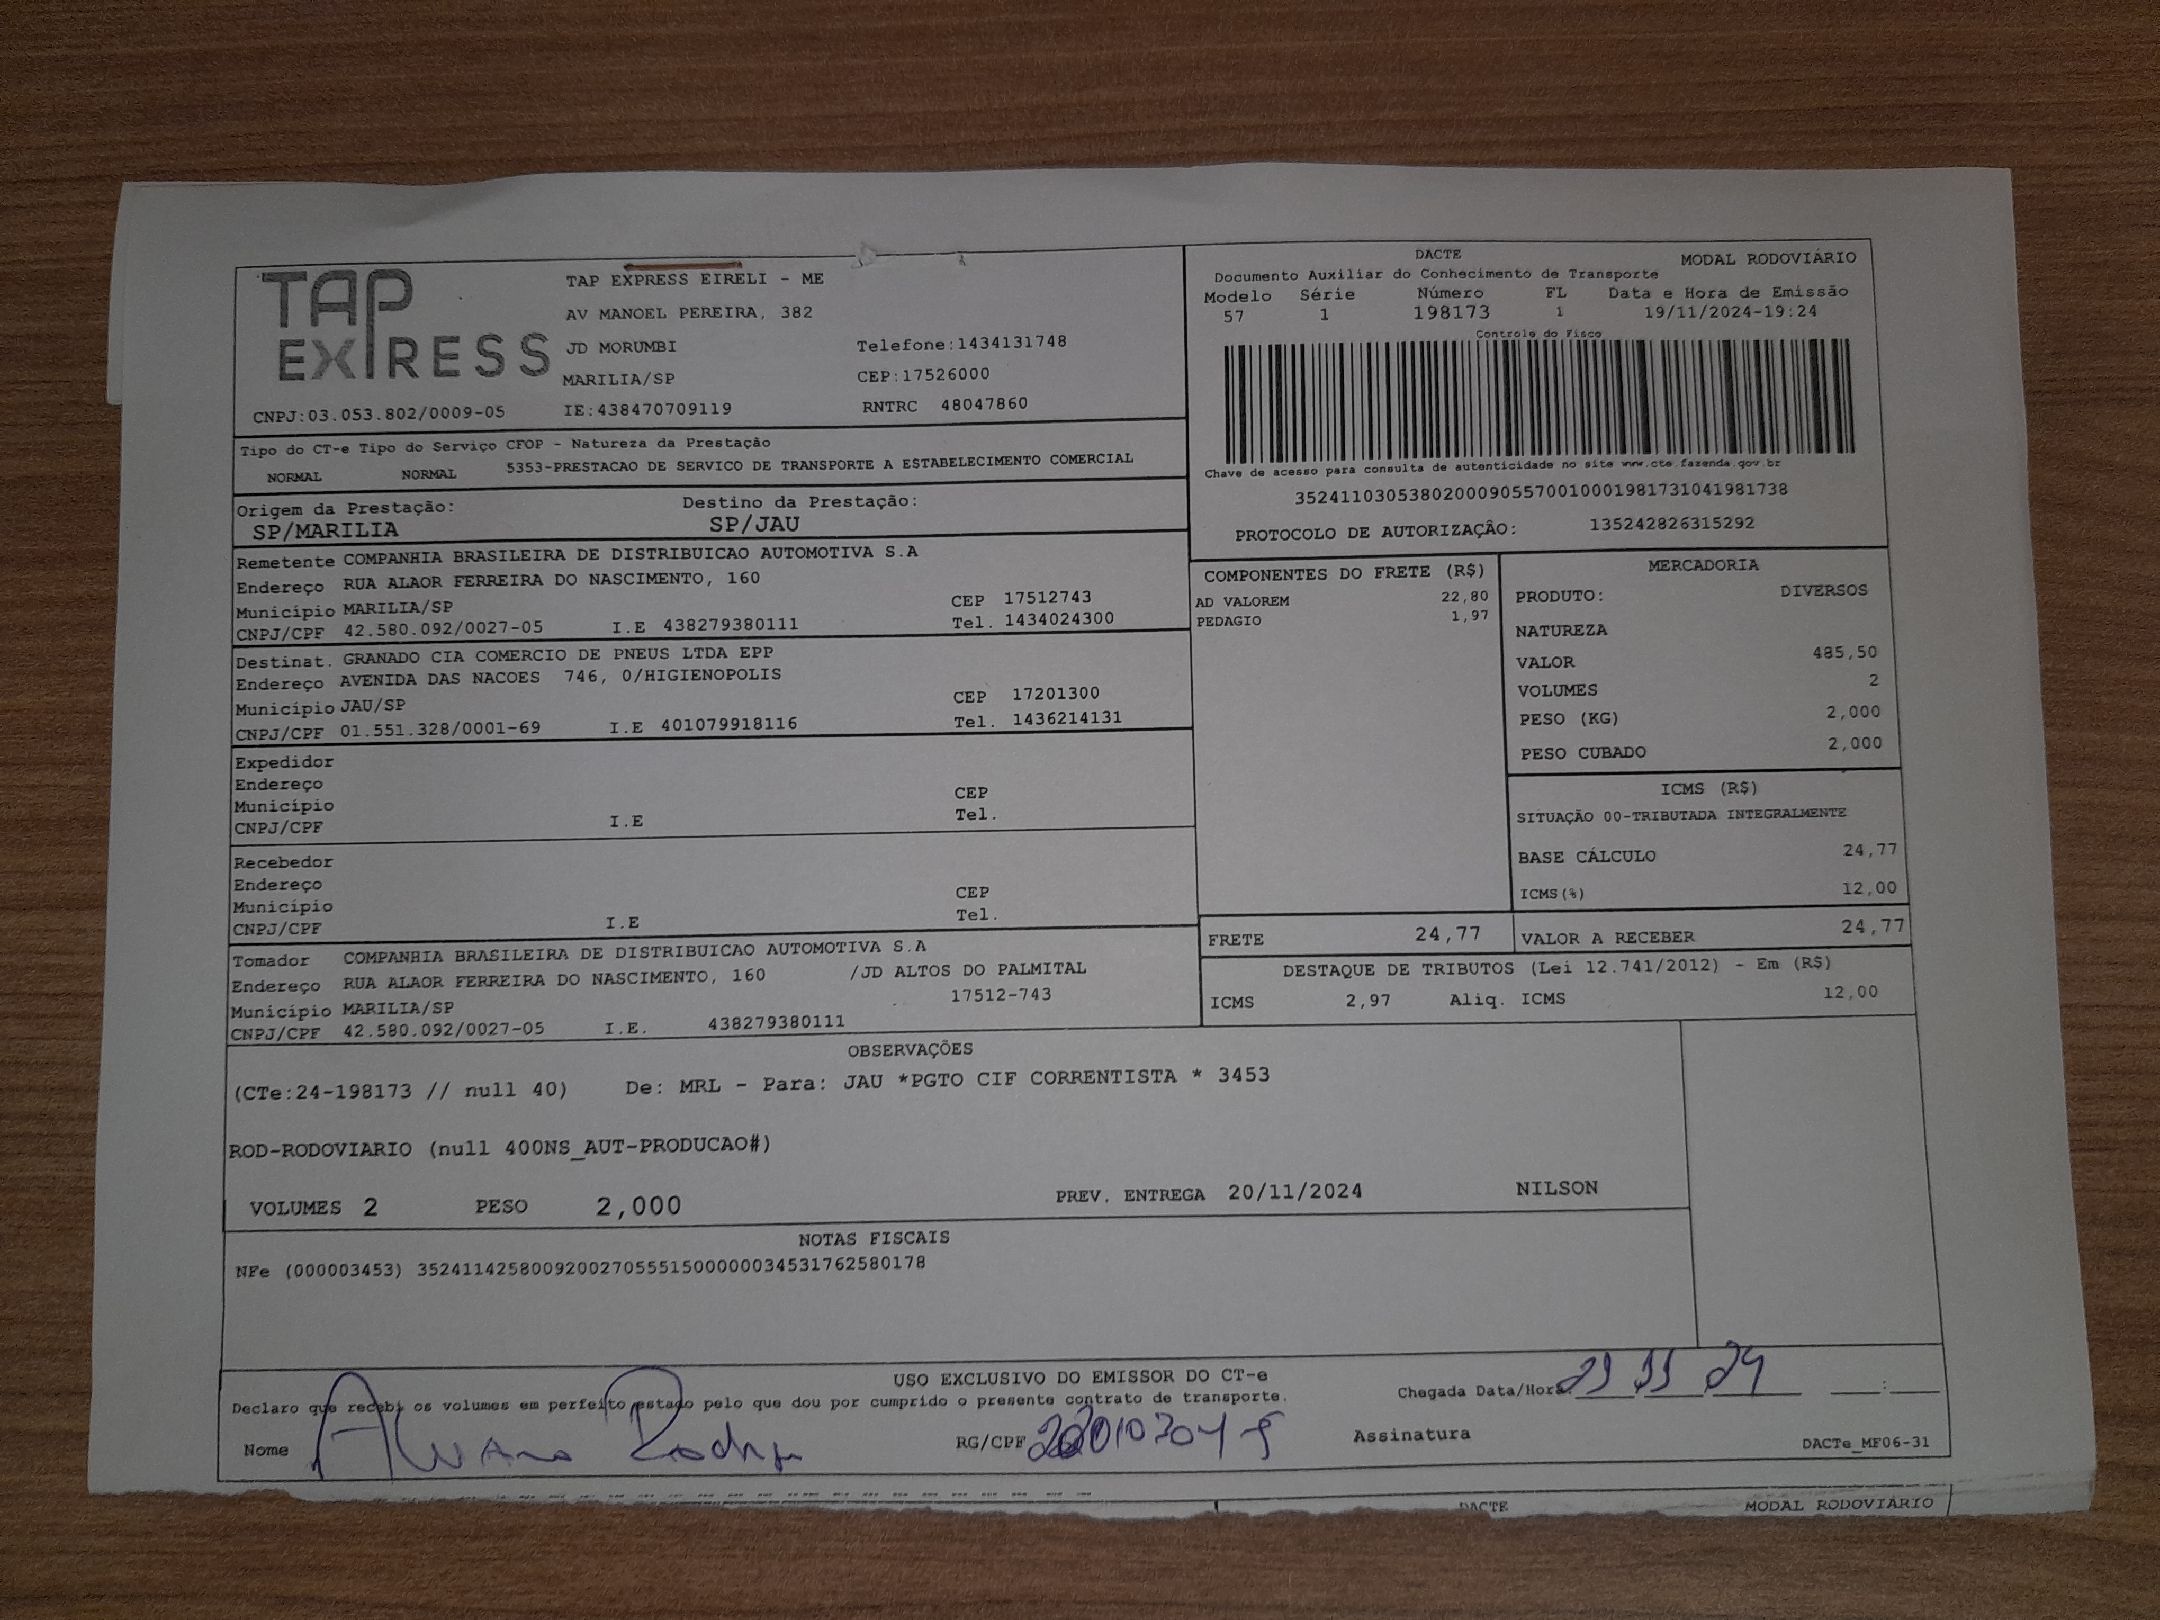 TAP EXPRESS
TAP EXPRESS EIRELI - ME
AV MANOEL PEREIRA, 382
JD MORUMBI Telefone:1434131748
MARILIA/SP CEP:17526000
CNPJ:03.053.802/0009-05 IE:438470709119 RNTRC 48047860
DACTE MODAL RODOVIÁRIO
Documento Auxiliar do Conhecimento de Transporte
Modelo Série Número FL Data e Hora de Emissão
57 1 198173 1 19/11/2024-19:24
Controle do Fisco
Chave de acesso para consulta de autenticidade no site www.cte.fazenda.gov.br
35241103053802000905570010001981731041981738
PROTOCOLO DE AUTORIZAÇÂO: 135242826315292
Tipo do CT-e Tipo do Serviço CFOP - Natureza da Prestação
NORMAL NORMAL 5353-PRESTACAO DE SERVICO DE TRANSPORTE A ESTABELECIMENTO COMERCIAL
Origem da Prestação: Destino da Prestação:
SP/MARILIA SP/JAU
Remetente COMPANHIA BRASILEIRA DE DISTRIBUICAO AUTOMOTIVA S.A
Endereço RUA ALAOR FERREIRA DO NASCIMENTO, 160
Município MARILIA/SP CEP 17512743
CNPJ/CPF 42.580.092/0027-05 I.E 438279380111 Tel. 1434024300
Destinat. GRANADO CIA COMERCIO DE PNEUS LTDA EPP
Endereço AVENIDA DAS NACOES 746, 0/HIGIENOPOLIS
Município JAU/SP CEP 17201300
CNPJ/CPF 01.551.328/0001-69 I.E 401079918116 Tel. 1436214131
Expedidor
Endereço
Município CEP
CNPJ/CPF I.E Tel.
Recebedor
Endereço
Município CEP
CNPJ/CPF I.E Tel.
Tomador COMPANHIA BRASILEIRA DE DISTRIBUICAO AUTOMOTIVA S.A
Endereço RUA ALAOR FERREIRA DO NASCIMENTO, 160 /JD ALTOS DO PALMITAL
Município MARILIA/SP 17512-743
CNPJ/CPF 42.580.092/0027-05 I.E. 438279380111
COMPONENTES DO FRETE (R$)
AD VALOREM 22,80
PEDAGIO 1,97
MERCADORIA
PRODUTO: DIVERSOS
NATUREZA
VALOR 485,50
VOLUMES 2
PESO (KG) 2,000
PESO CUBADO 2,000
ICMS (R$)
SITUAÇÃO 00-TRIBUTADA INTEGRALMENTE
BASE CÁLCULO 24,77
ICMS(%) 12,00
FRETE 24,77 VALOR A RECEBER 24,77
DESTAQUE DE TRIBUTOS (Lei 12.741/2012) - Em (R$)
ICMS 2,97 Aliq. ICMS 12,00
OBSERVAÇÕES
(CTe:24-198173 // null 40) De: MRL - Para: JAU *PGTO CIF CORRENTISTA * 3453
ROD-RODOVIARIO (null 400NS_AUT-PRODUCAO#)
VOLUMES 2 PESO 2,000 PREV. ENTREGA 20/11/2024 NILSON
NOTAS FISCAIS
NFe (000003453) 35241142580092002705551500000034531762580178
USO EXCLUSIVO DO EMISSOR DO CT-e
Declaro que recebi os volumes em perfeito estado pelo que dou por cumprido o presente contrato de transporte.
Chegada Data/Hora : 
Nome RG/CPF Assinatura DACTe_MF06-31
DACTE MODAL RODOVIÁRIO